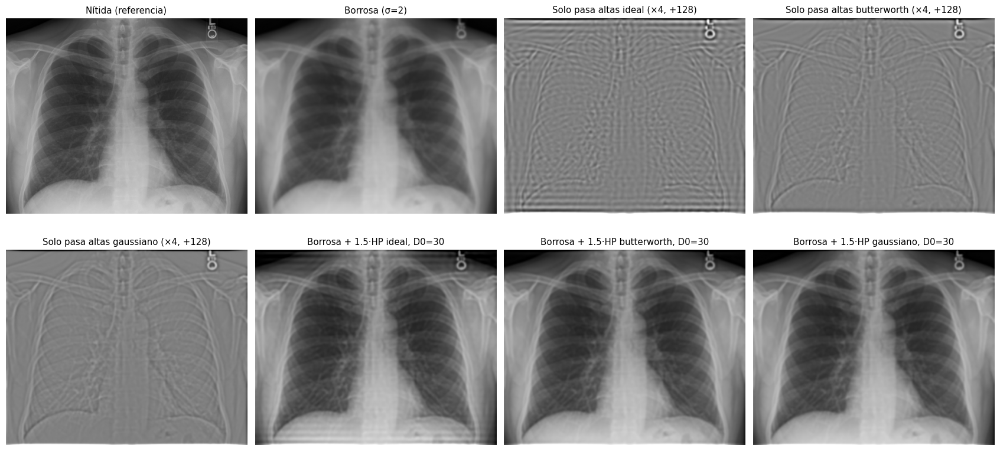 Nítida (referencia)
Borrosa (σ=2)
Solo pasa altas ideal (×4, +128)
Solo pasa altas butterworth (×4, +128)
Solo pasa altas gaussiano (×4, +128)
Borrosa + 1.5·HP ideal, D0=30
Borrosa + 1.5·HP butterworth, D0=30
Borrosa + 1.5·HP gaussiano, D0=30